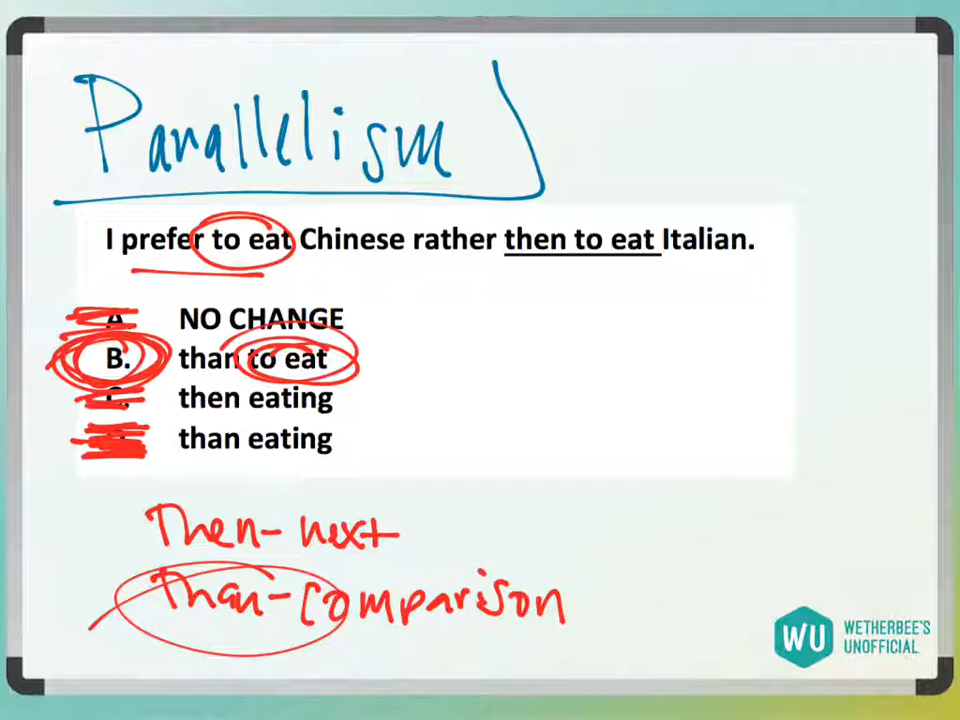 Parallelism
I prefer to eat Chinese rather then to eat Italian.
A. NO CHANGE
B. than to eat
C. then eating
than eating
Then - next
than - comparison
WU WETHERBEE'S
UNOFFICIAL